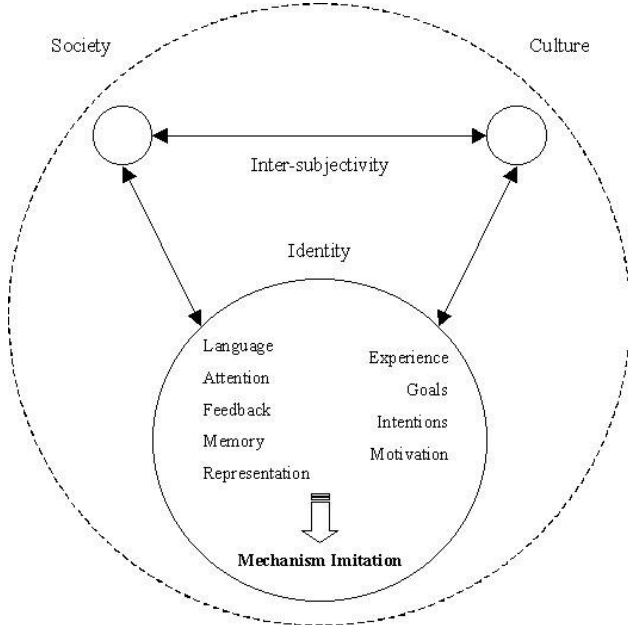 Society
Culture
Inter-subjectivity
Identity
Language
Attention
Feedback
Memory
Representation
Experience
Goals
Intentions
Motivation
Mechanism Imitation